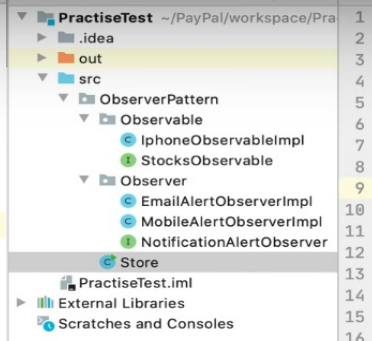 PractiseTest ~/PayPal/workspace/Pra
.idea
out
src
ObserverPattern
Observable
C IphoneObservableImpl
I StocksObservable
Observer
C EmailAlertObserverImpl
C MobileAlertObserverImpl
I NotificationAlertObserver
C Store
PractiseTest.iml
External Libraries
Scratches and Consoles
1
2
3
4
5
6
7
8
9
10
11
12
13
14
15
16